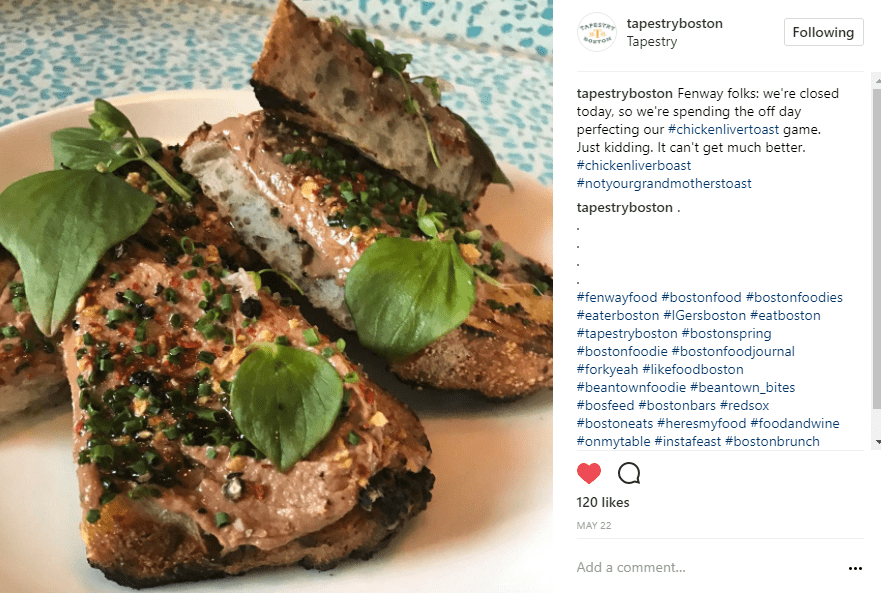 TAPESTRY
T
BOSTON
tapestryboston
Tapestry
Following
tapestryboston Fenway folks: we're closed
today, so we're spending the off day
perfecting our #chickenlivertoast game.
Just kidding. It can't get much better.
#chickenliverboast
#notyourgrandmotherstoast
tapestryboston .
.
.
.
.
#fenwayfood #bostonfood #bostonfoodies
#eaterboston #IGersboston #eatboston
#tapestryboston #bostonspring
#bostonfoodie #bostonfoodjournal
#forkyeah #likefoodboston
#beantownfoodie #beantown_bites
#bosfeed #bostonbars #redsox
#bostoneats #heresmyfood #foodandwine
#onmytable #instafeast #bostonbrunch
120 likes
MAY 22
Add a comment...